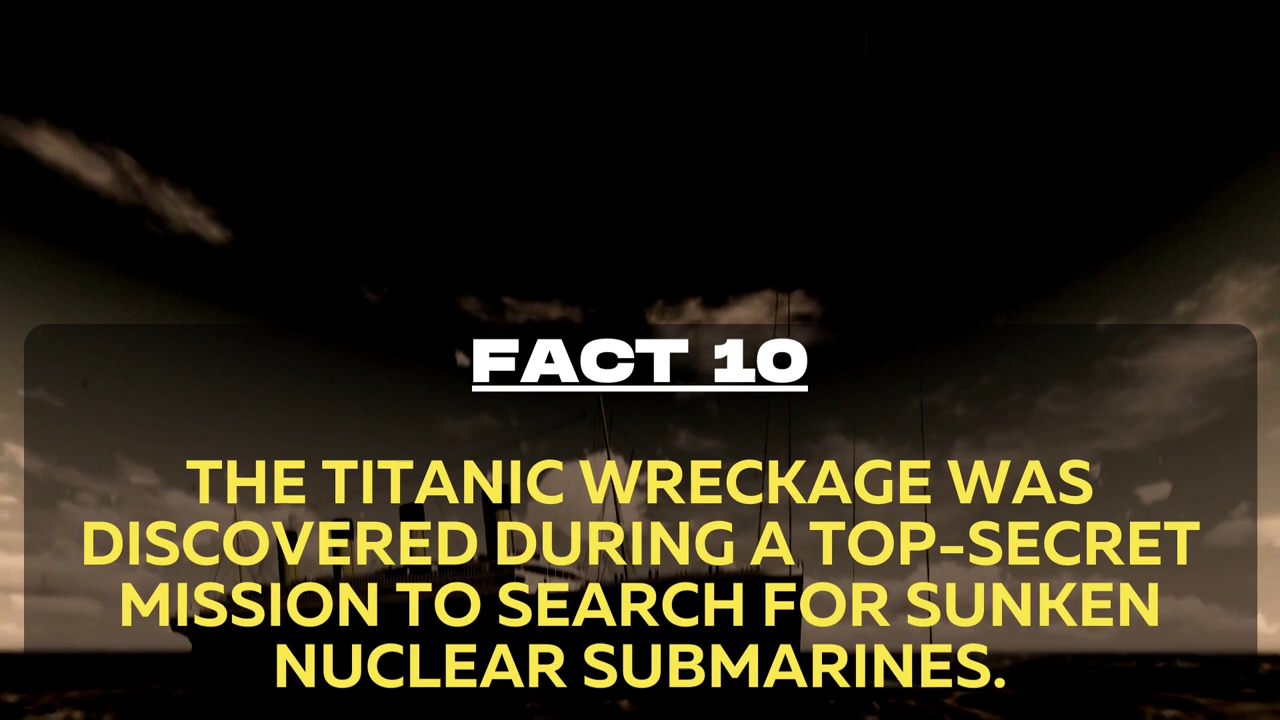 FACT 10
THE TITANIC WRECKAGE WAS
DISCOVERED DURING A TOP-SECRET
MISSION TO SEARCH FOR SUNKEN
NUCLEAR SUBMARINES.